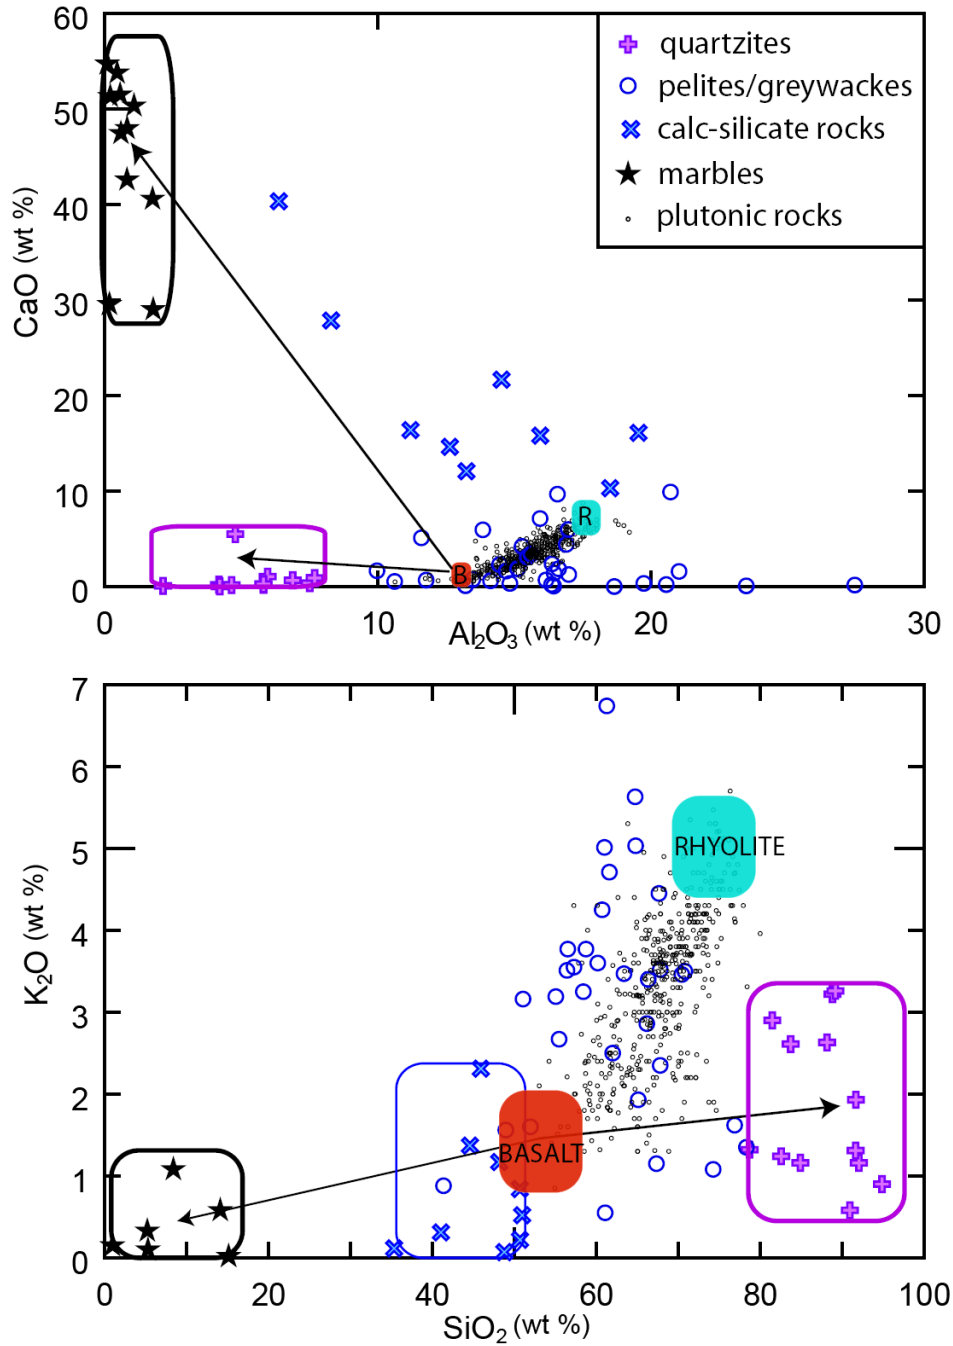 60
50
40
30
20
10
0
CaO (wt %)
quartzites
pelites/greywackes
calc-silicate rocks
marbles
plutonic rocks
R
B
0 10 20 30
Al2O3 (wt %)
7
6
5
4
3
2
1
0
K2O (wt %)
RHYOLITE
BASALT
0 20 40 60 80 100
SiO2 (wt %)